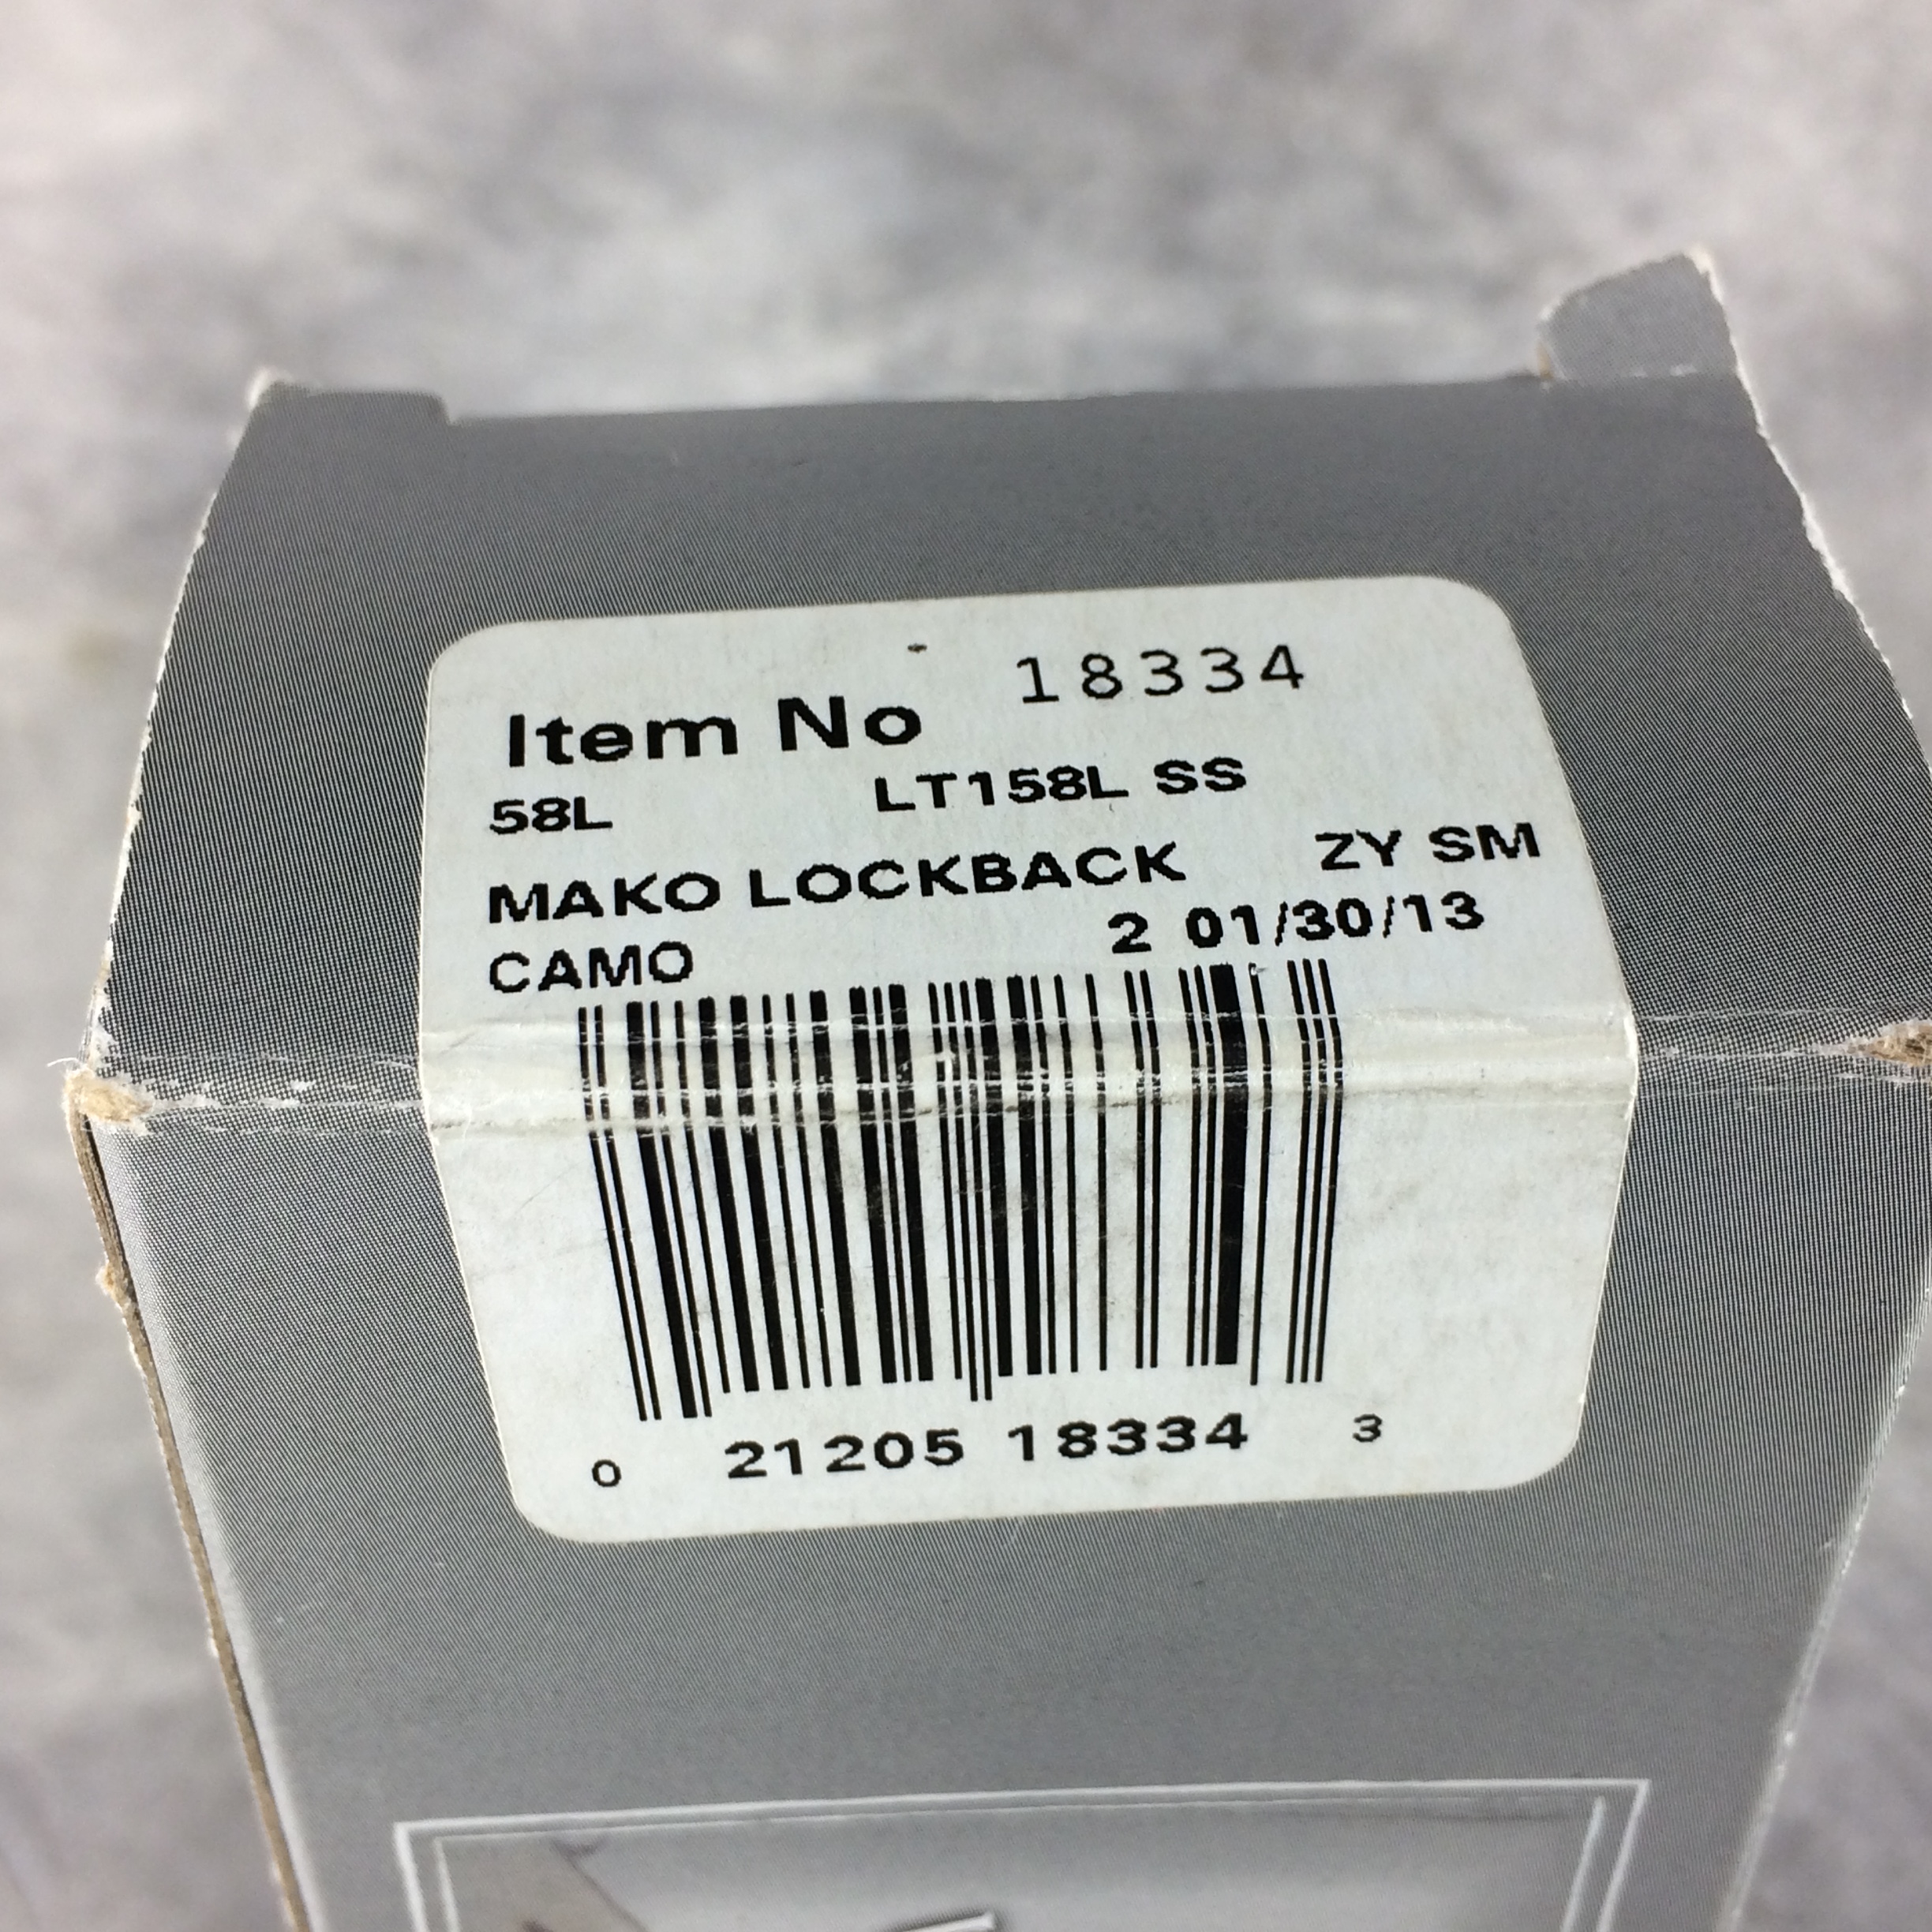 Item No 18334
58L LT158L SS
MAKO LOCKBACK ZY SM
CAMO 2 01/30/13
0 21205 18334 3